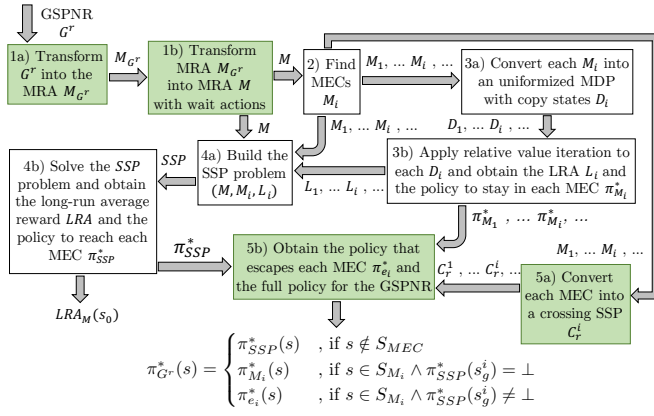 GSPNR
G^r
1a) Transform
G^r into the
MRA M_{G^r}
M_{G^r}
1b) Transform
MRA M_{G^r}
into MRA M
with wait actions
M
2) Find
MECs
M_i
M_1, ... M_i , ...
3a) Convert each M_i into
an uniformized MDP
with copy states D_i
M
M_1, ... M_i , ...
D_1, ... D_i , ...
4b) Solve the SSP
problem and obtain
the long-run average
reward LRA and the
policy to reach each
MEC π^*_{SSP}
SSP
4a) Build the
SSP problem
(M, M_i, L_i)
L_1, ... L_i , ...
3b) Apply relative value iteration to
each D_i and obtain the LRA L_i and
the policy to stay in each MEC π^*_{M_i}
π^*_{M_1} , ... π^*_{M_i}, ...
π^*_{SSP}
5b) Obtain the policy that
escapes each MEC π^*_{e_i} and
the full policy for the GSPNR
C_r^1 , ... C_r^i, ...
M_1, ... M_i , ...
5a) Convert
each MEC into
a crossing SSP
C_r^i
LRA_M(s_0)
π^*_{G^r}(s) = { π^*_{SSP}(s) , if s ∉ S_{MEC}
π^*_{M_i}(s) , if s ∈ S_{M_i} ∧ π^*_{SSP}(s_g^i) = ⊥
π^*_{e_i}(s) , if s ∈ S_{M_i} ∧ π^*_{SSP}(s_g^i) ≠ ⊥